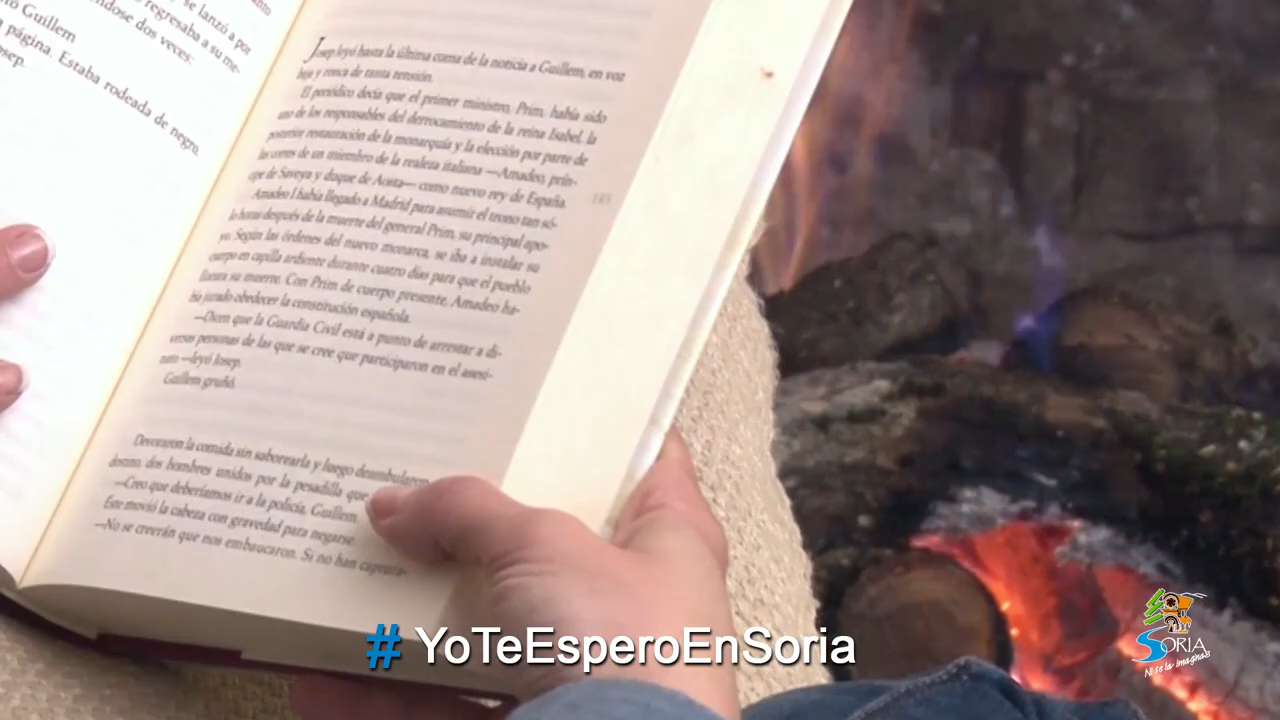 se lanzó a por
regresaba a su me-
ndose dos veces:
Guillem
página. Estaba rodeada de negro,
osep.
Josep leyó hasta la última coma de la noticia a Guillem, en voz
baja y ronca de tanta tensión.
El periódico decía que el primer ministro, Prim, había sido
uno de los responsables del derrocamiento de la reina Isabel, la
posterior restauración de la monarquía y la elección por parte de
las cortes de un miembro de la realeza italiana —Amadeo, prín-
cipe de Savoya y duque de Aosta— como nuevo rey de España.
Amadeo I había llegado a Madrid para asumir el trono tan só-
lo horas después de la muerte del general Prim, su principal apo-
yo. Según las órdenes del nuevo monarca, se iba a instalar su
cuerpo en capilla ardiente durante cuatro días para que el pueblo
llorara su muerte. Con Prim de cuerpo presente, Amadeo ha-
bía jurado obedecer la constitución española.
—Dicen que la Guardia Civil está a punto de arrestar a di-
versas personas de las que se cree que participaron en el asesi-
nato —leyó Josep.
Guillem gruñó.
Devoraron la comida sin saborearla y luego deambularon
destino, dos hombres unidos por la pesadilla que
—Creo que deberíamos ir a la policía, Guillem.
Este movió la cabeza con gravedad para negarse.
—No se creerán que nos embaucaron. Si no han captura-
# YoTeEsperoEnSoria
SORIA
Ni te la imaginas